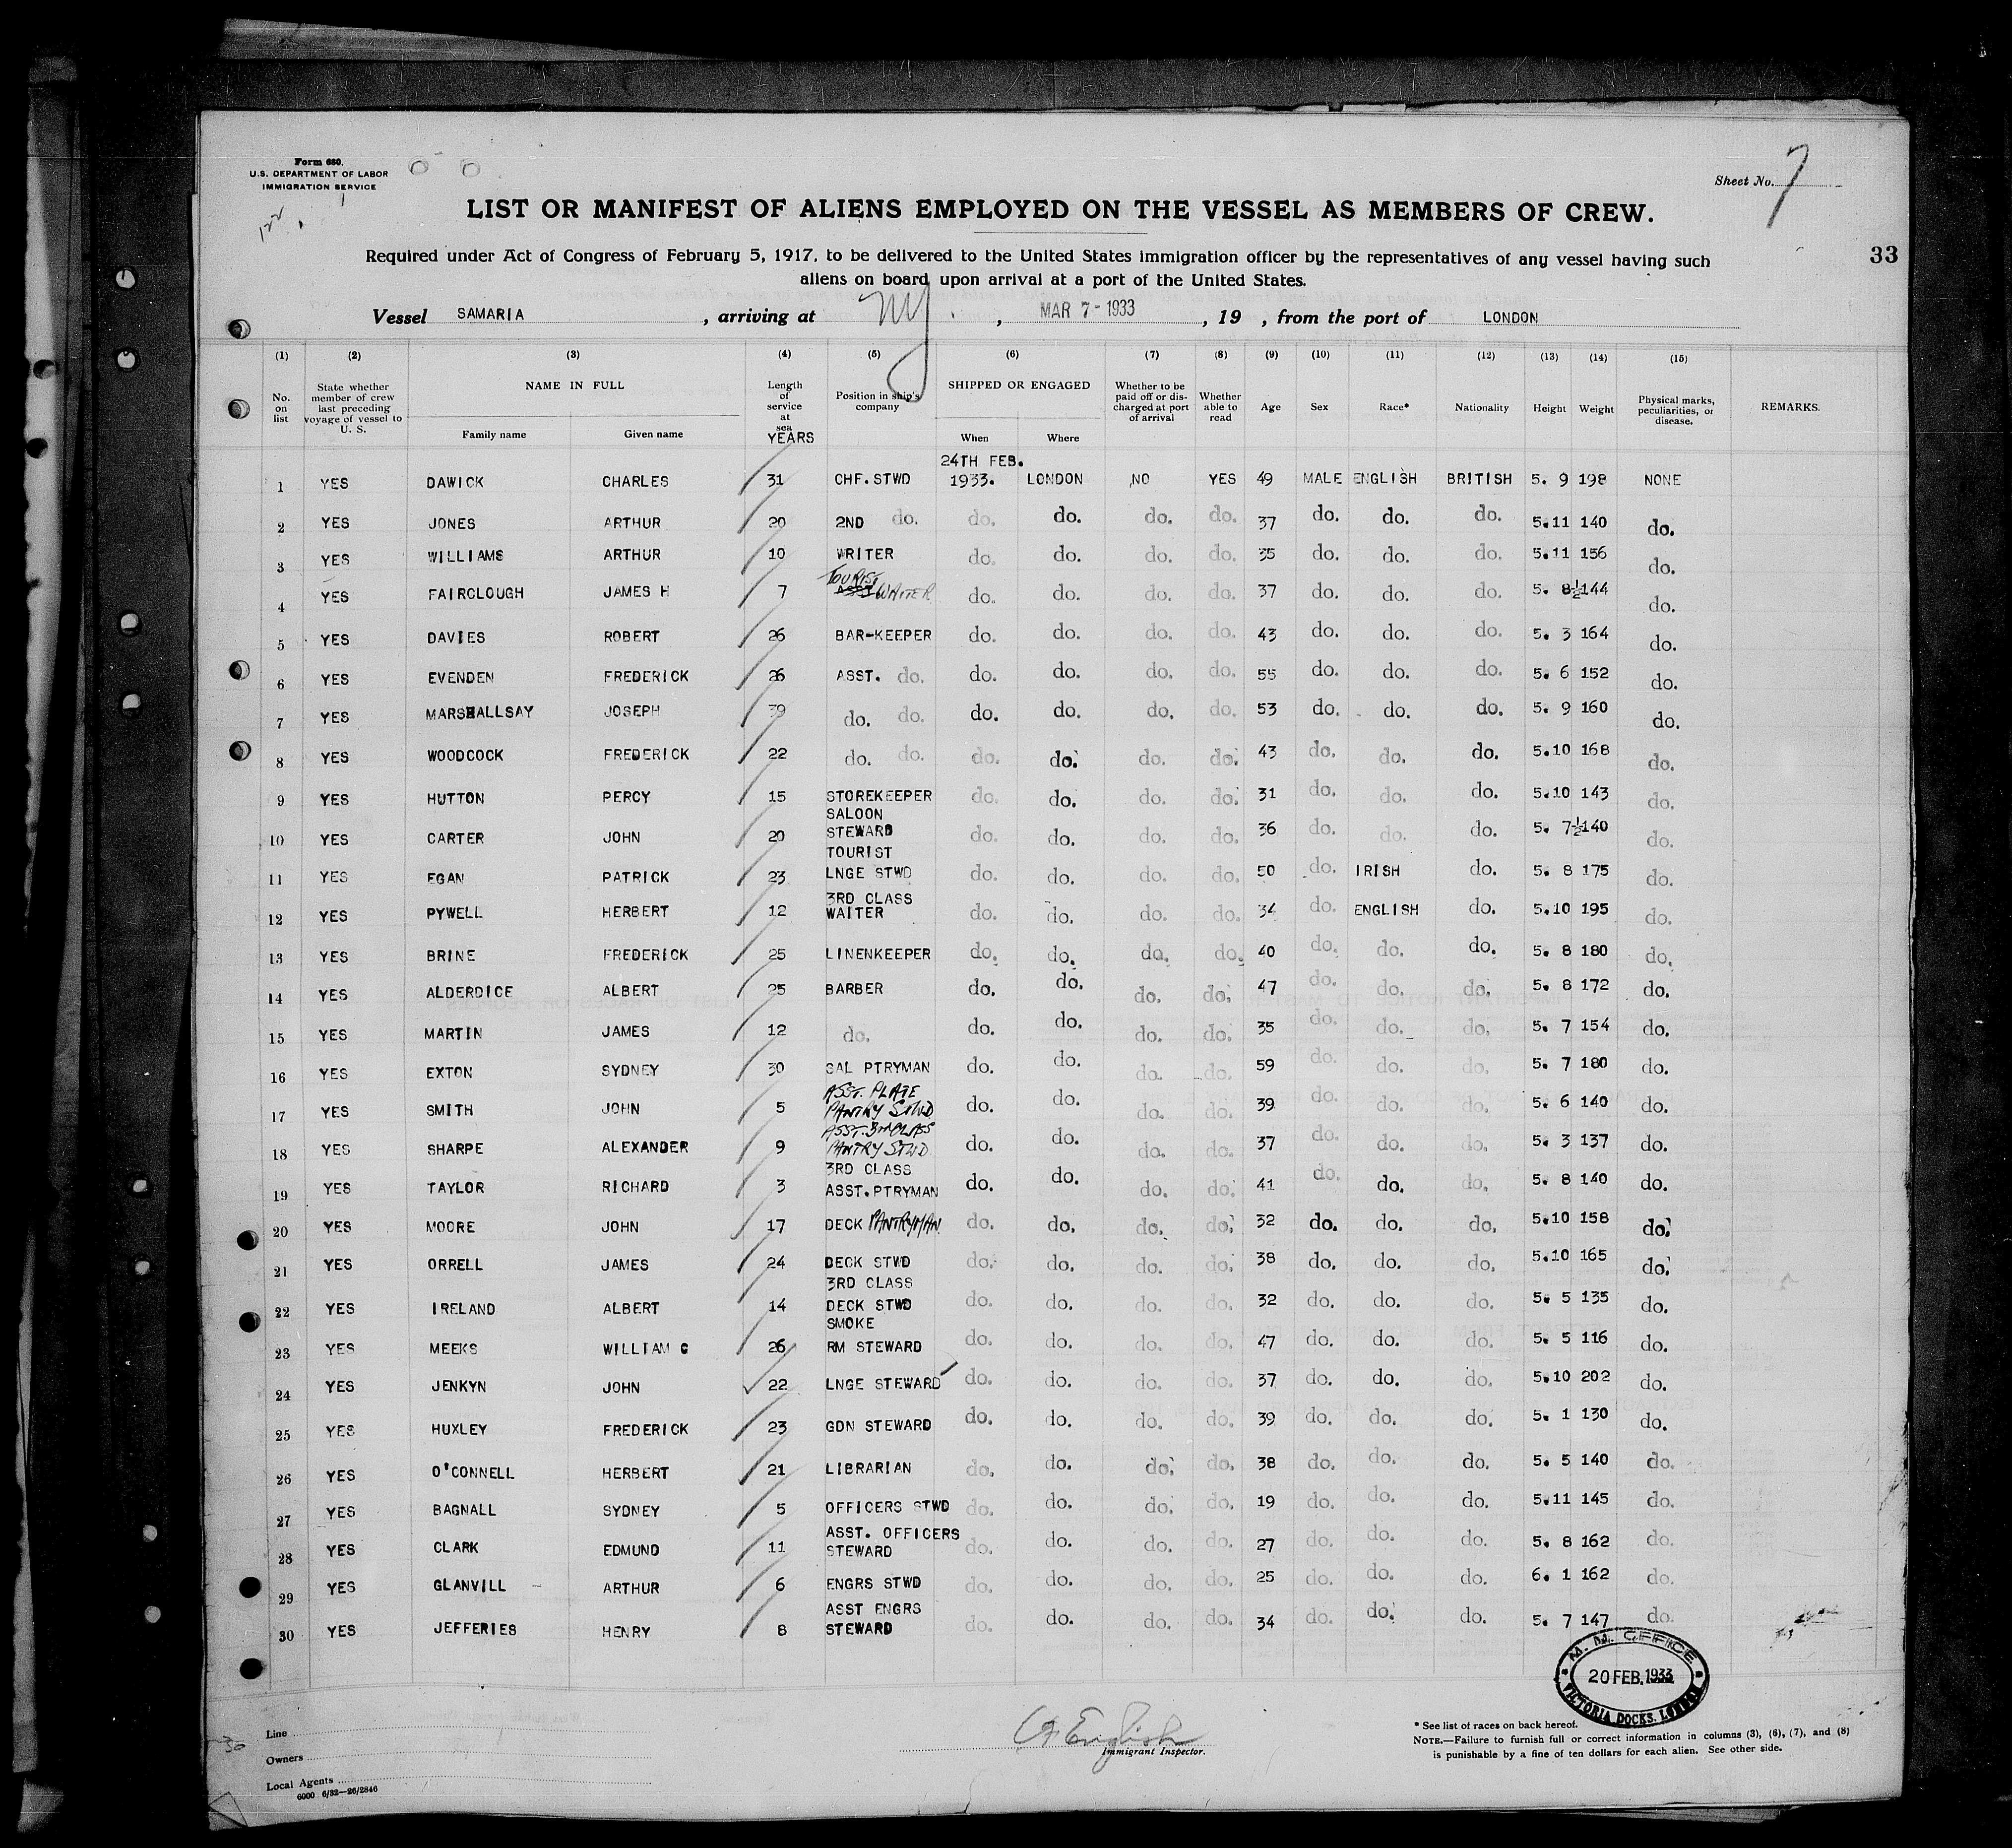 Form 680.
U.S. DEPARTMENT OF LABOR
IMMIGRATION SERVICE
Sheet No. 7
LIST OR MANIFEST OF ALIENS EMPLOYED ON THE VESSEL AS MEMBERS OF CREW.
Required under Act of Congress of February 5, 1917, to be delivered to the United States immigration officer by the representatives of any vessel having such
aliens on board upon arrival at a port of the United States.
33
Vessel SAMARIA, arriving at NY., MAR 7-1933, 19 , from the port of LONDON
(1) (2) (3) (4) (5) (6) (7) (8) (9) (10) (11) (12) (13) (14) (15)
No. on list State whether member of crew last preceding voyage of vessel to U. S. NAME IN FULL Family name Given name Length of service at sea YEARS Position in ship's company SHIPPED OR ENGAGED When Where Whether to be paid off or discharged at port of arrival Whether able to read Age Sex Race* Nationality Height Weight Physical marks, peculiarities, or disease. REMARKS.
1 YES DAWICK CHARLES 31 CHF.STWD 24TH FEB. 1933. LONDON NO YES 49 MALE ENGLISH BRITISH 5. 9 198 NONE
2 YES JONES ARTHUR 20 2ND do. do. do. do. do. 37 do. do. do. 5.11 140 do.
3 YES WILLIAMS ARTHUR 10 WRITER do. do. do. do. 35 do. do. do. 5.11 156 do.
4 YES FAIRCLOUGH JAMES H 7 TOURIST WRITER do. do. do. do. 37 do. do. do. 5. 8½ 144 do.
5 YES DAVIES ROBERT 26 BAR-KEEPER do. do. do. do. 43 do. do. do. 5. 3 164 do.
6 YES EVENDEN FREDERICK 26 ASST. do. do. do. do. do. 55 do. do. do. 5. 6 152 do.
7 YES MARSHALLSAY JOSEPH 39 do. do. do. do. do. do. 53 do. do. do. 5. 9 160 do.
8 YES WOODCOCK FREDERICK 22 do. do. do. do. do. do. 43 do. do. do. 5.10 168 do.
9 YES HUTTON PERCY 15 STOREKEEPER do. do. do. do. 31 do. do. do. 5.10 143 do.
10 YES CARTER JOHN 20 SALOON STEWARD do. do. do. do. 36 do. do. do. 5. 7½ 140 do.
11 YES EGAN PATRICK 23 TOURIST LNGE STWD do. do. do. do. 50 do. IRISH do. 5. 8 175 do.
12 YES PYWELL HERBERT 12 3RD CLASS WAITER do. do. do. do. 34 do. ENGLISH do. 5.10 195 do.
13 YES BRINE FREDERICK 25 LINENKEEPER do. do. do. do. 40 do. do. do. 5. 8 180 do.
14 YES ALDERDICE ALBERT 25 BARBER do. do. do. do. 47 do. do. do. 5. 8 172 do.
15 YES MARTIN JAMES 12 do. do. do. do. do. 35 do. do. do. 5. 7 154 do.
16 YES EXTON SYDNEY 30 SAL PTRYMAN do. do. do. do. 59 do. do. do. 5. 7 180 do.
17 YES SMITH JOHN 5 ASST. PLATE PANTRY STWD do. do. do. do. 39 do. do. do. 5. 6 140 do.
18 YES SHARPE ALEXANDER 9 ASST. 3RD CLASS PANTRY STWD do. do. do. do. 37 do. do. do. 5. 3 137 do.
19 YES TAYLOR RICHARD 3 3RD CLASS ASST.PTRYMAN do. do. do. do. 41 do. do. do. 5. 8 140 do.
20 YES MOORE JOHN 17 DECK PANTRYMAN do. do. do. do. 32 do. do. do. 5.10 158 do.
21 YES ORRELL JAMES 24 DECK STWD do. do. do. do. 38 do. do. do. 5.10 165 do.
22 YES IRELAND ALBERT 14 3RD CLASS DECK STWD do. do. do. do. 32 do. do. do. 5. 5 135 do.
23 YES MEEKS WILLIAM G 26 SMOKE RM STEWARD do. do. do. do. 47 do. do. do. 5. 5 116 do.
24 YES JENKYN JOHN 22 LNGE STEWARD do. do. do. do. 37 do. do. do. 5.10 202 do.
25 YES HUXLEY FREDERICK 23 GDN STEWARD do. do. do. do. 39 do. do. do. 5. 1 130 do.
26 YES O'CONNELL HERBERT 21 LIBRARIAN do. do. do. do. 38 do. do. do. 5. 5 140 do.
27 YES BAGNALL SYDNEY 5 OFFICERS STWD do. do. do. do. 19 do. do. do. 5.11 145 do.
28 YES CLARK EDMUND 11 ASST. OFFICERS STEWARD do. do. do. do. 27 do. do. do. 5. 8 162 do.
29 YES GLANVILL ARTHUR 6 ENGRS STWD do. do. do. do. 25 do. do. do. 6. 1 162 do.
30 YES JEFFERIES HENRY 8 ASST ENGRS STEWARD do. do. do. do. 34 do. do. do. 5. 7 147 do.
M. M. OFFICE
20 FEB. 1933
VICTORIA DOCKS. LONDON
30
Line
Owners
Local Agents
6000 6/32—26/2846
English
Immigrant Inspector.
* See list of races on back hereof.
NOTE.—Failure to furnish full or correct information in columns (3), (6), (7), and (8)
is punishable by a fine of ten dollars for each alien. See other side.